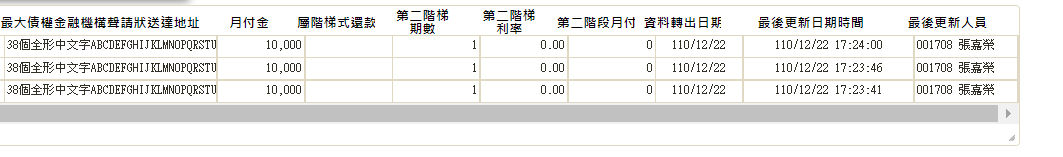 最大債權金融機構聲請狀送達地址 月付金 屬階梯式還款 第二階梯期數 第二階梯利率 第二階段月付 資料轉出日期 最後更新日期時間 最後更新人員
38個全形中文字ABCDEFGHIJKLMNOPQRSTU 10,000 1 0.00 0 110/12/22 110/12/22 17:24:00 001708 張嘉榮
38個全形中文字ABCDEFGHIJKLMNOPQRSTU 10,000 1 0.00 0 110/12/22 110/12/22 17:23:46 001708 張嘉榮
38個全形中文字ABCDEFGHIJKLMNOPQRSTU 10,000 1 0.00 0 110/12/22 110/12/22 17:23:41 001708 張嘉榮